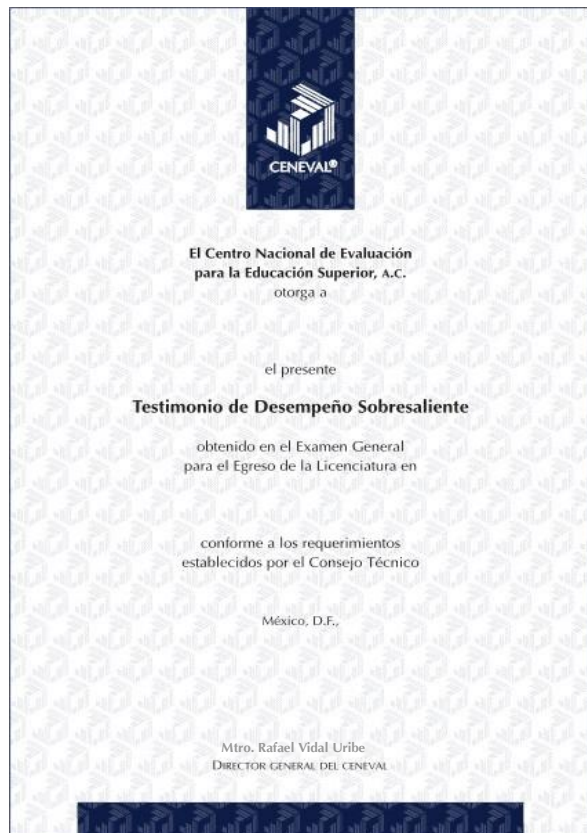 CENEVAL®
El Centro Nacional de Evaluación
para la Educación Superior, A.C.
otorga a
el presente
Testimonio de Desempeño Sobresaliente
obtenido en el Examen General
para el Egreso de la Licenciatura en
conforme a los requerimientos
establecidos por el Consejo Técnico
México, D.F.,
Mtro. Rafael Vidal Uribe
DIRECTOR GENERAL DEL CENEVAL